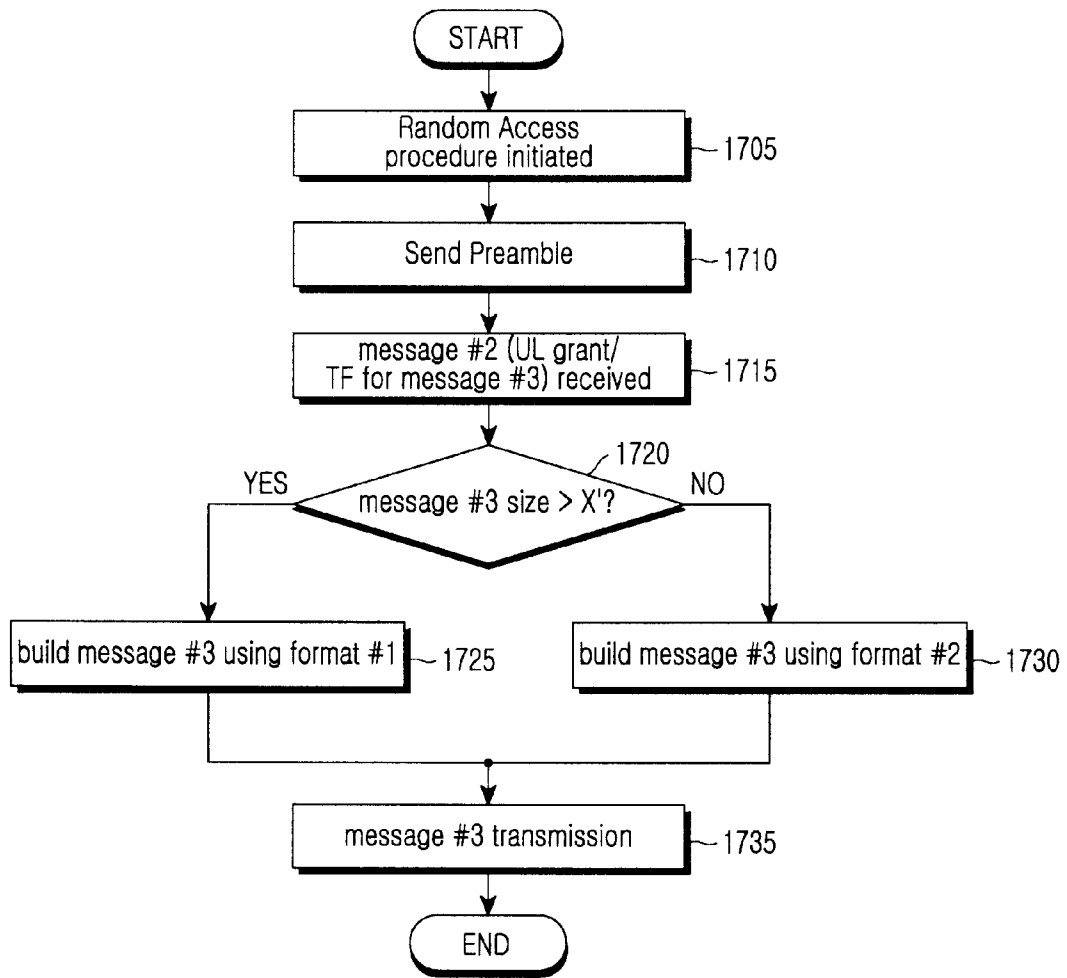 START
Random Access
procedure initiated
1705
Send Preamble
1710
message #2 (UL grant/
TF for message #3) received
1715
1720
YES
message #3 size > X'?
NO
build message #3 using format #1
1725
build message #3 using format #2
1730
message #3 transmission
1735
END